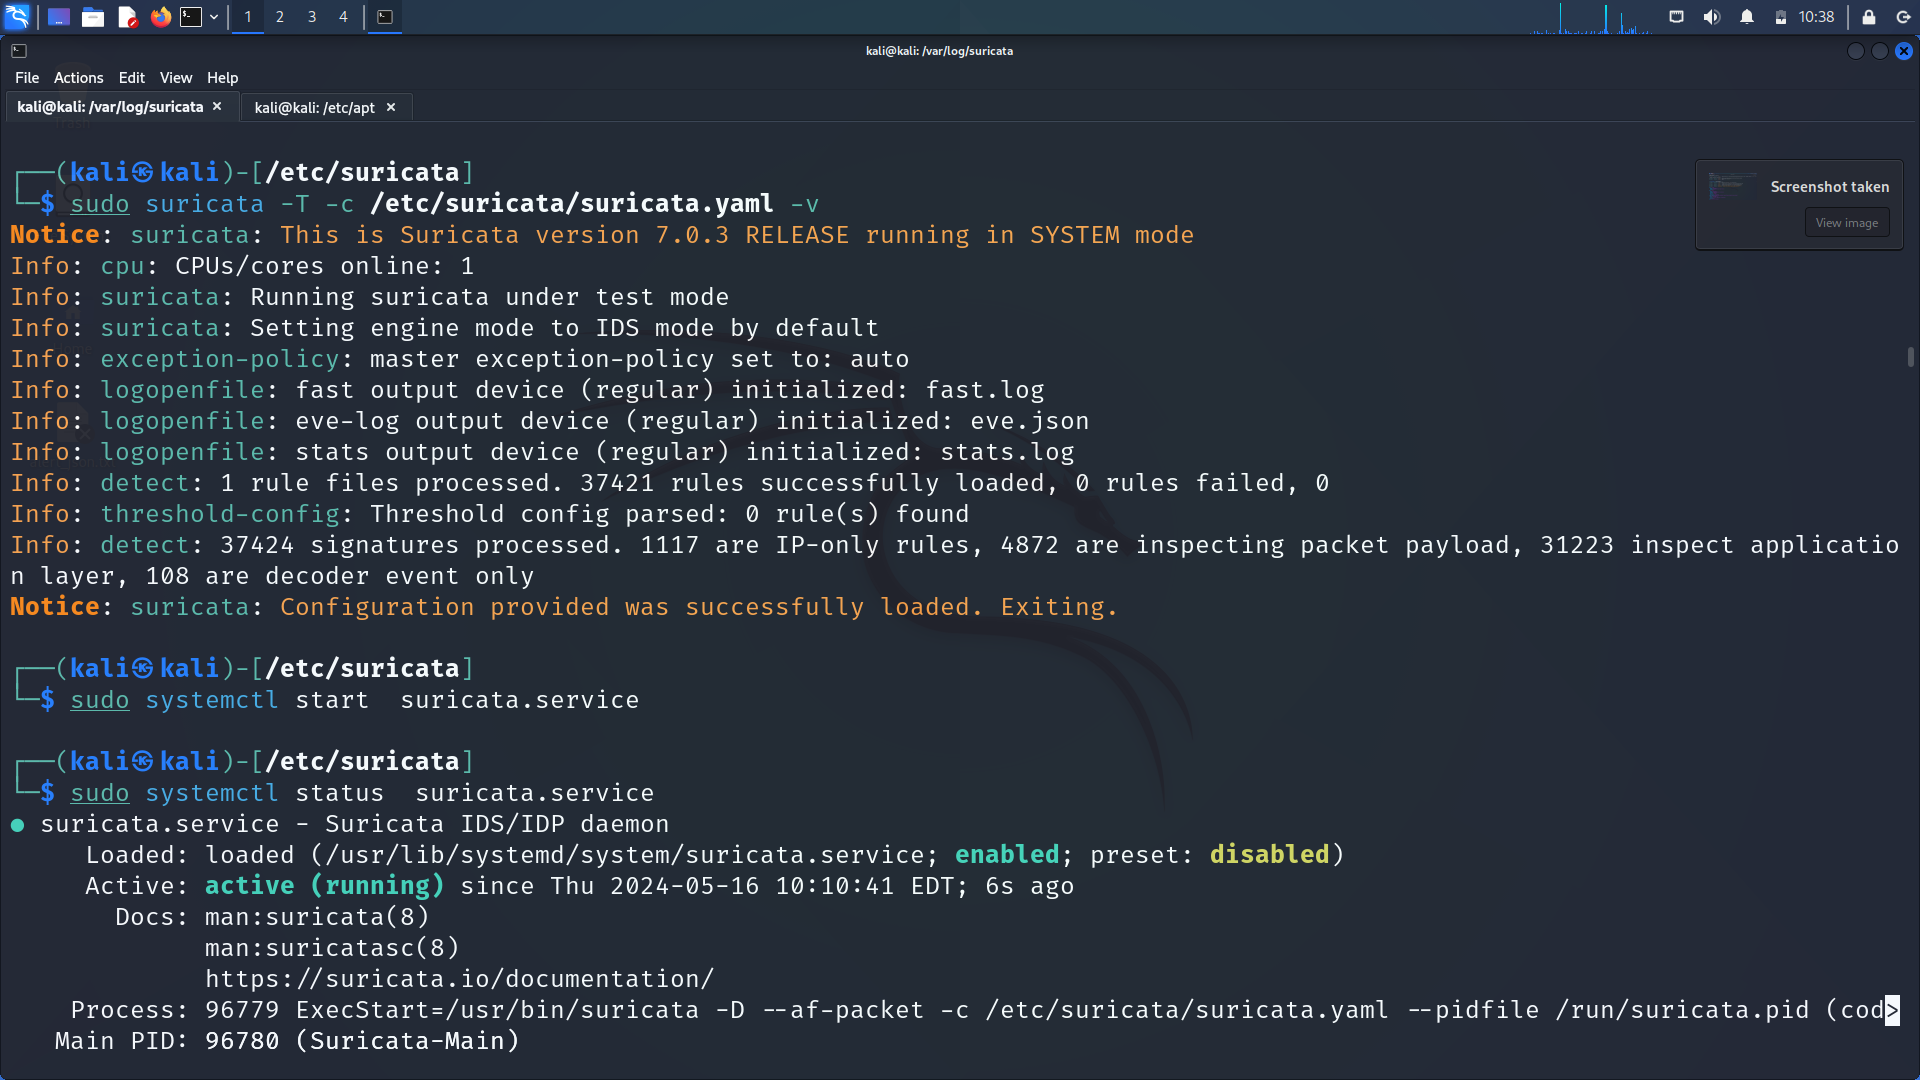 1 2 3 4 10:38
kali@kali: /var/log/suricata
File Actions Edit View Help
kali@kali: /var/log/suricata × kali@kali: /etc/apt ×
Screenshot taken
View image
┌──(kali㉿kali)-[/etc/suricata]
└─$ sudo suricata -T -c /etc/suricata/suricata.yaml -v
Notice: suricata: This is Suricata version 7.0.3 RELEASE running in SYSTEM mode
Info: cpu: CPUs/cores online: 1
Info: suricata: Running suricata under test mode
Info: suricata: Setting engine mode to IDS mode by default
Info: exception-policy: master exception-policy set to: auto
Info: logopenfile: fast output device (regular) initialized: fast.log
Info: logopenfile: eve-log output device (regular) initialized: eve.json
Info: logopenfile: stats output device (regular) initialized: stats.log
Info: detect: 1 rule files processed. 37421 rules successfully loaded, 0 rules failed, 0
Info: threshold-config: Threshold config parsed: 0 rule(s) found
Info: detect: 37424 signatures processed. 1117 are IP-only rules, 4872 are inspecting packet payload, 31223 inspect applicatio
n layer, 108 are decoder event only
Notice: suricata: Configuration provided was successfully loaded. Exiting.
┌──(kali㉿kali)-[/etc/suricata]
└─$ sudo systemctl start  suricata.service
┌──(kali㉿kali)-[/etc/suricata]
└─$ sudo systemctl status  suricata.service
● suricata.service - Suricata IDS/IDP daemon
Loaded: loaded (/usr/lib/systemd/system/suricata.service; enabled; preset: disabled)
Active: active (running) since Thu 2024-05-16 10:10:41 EDT; 6s ago
Docs: man:suricata(8)
man:suricatasc(8)
https://suricata.io/documentation/
Process: 96779 ExecStart=/usr/bin/suricata -D --af-packet -c /etc/suricata/suricata.yaml --pidfile /run/suricata.pid (cod>
Main PID: 96780 (Suricata-Main)